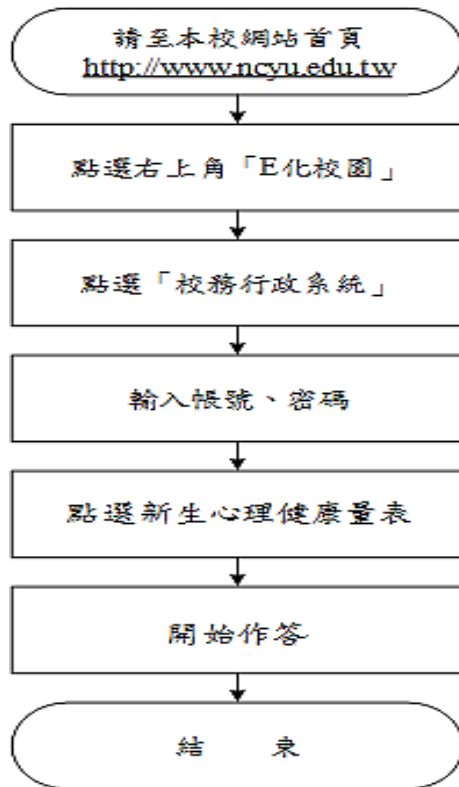 請至本校網站首頁
http://www.ncyu.edu.tw
點選右上角「E化校園」
點選「校務行政系統」
輸入帳號、密碼
點選新生心理健康量表
開始作答
結　　束